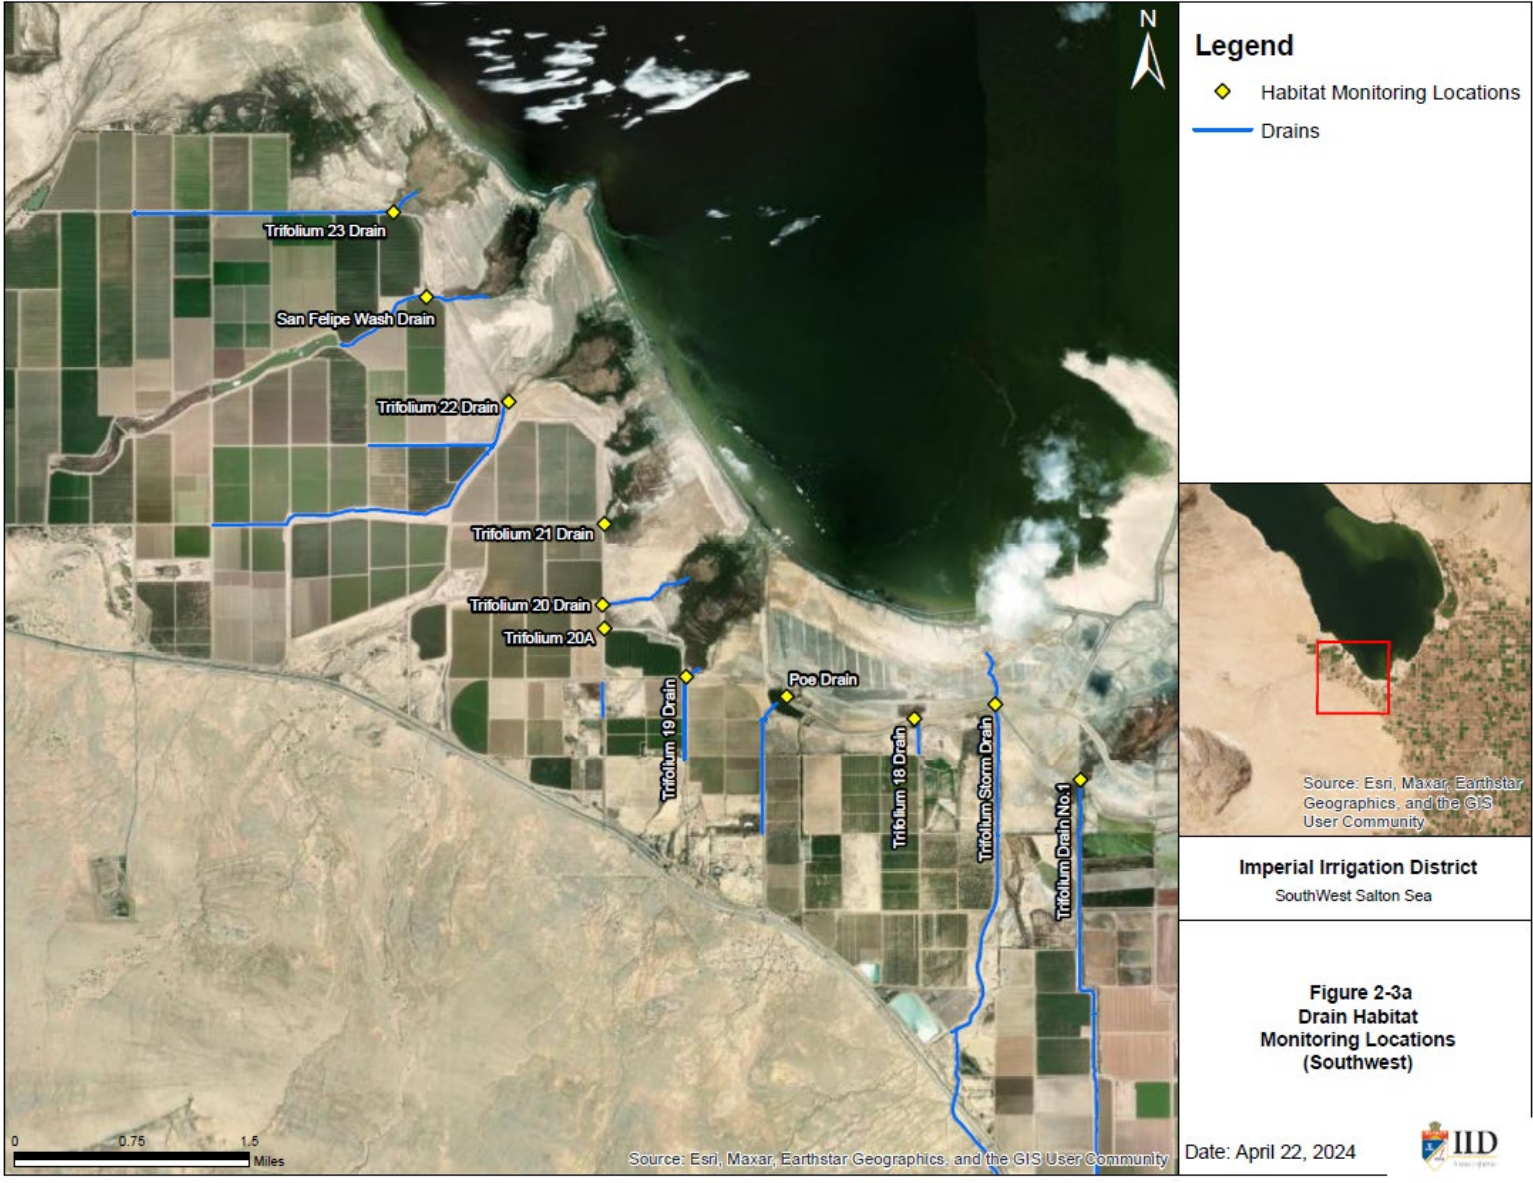 N
Trifolium 23 Drain
San Felipe Wash Drain
Trifolium 22 Drain
Trifolium 21 Drain
Trifolium 20 Drain
Trifolium 20A
Trifolium 19 Drain
Poe Drain
Trifolium 18 Drain
Trifolium Storm Drain
Trifolium Drain No.1
0 0.75 1.5
Miles
Source: Esri, Maxar, Earthstar Geographics, and the GIS User Community
Legend
Habitat Monitoring Locations
Drains
Source: Esri, Maxar, Earthstar
Geographics, and the GIS
User Community
Imperial Irrigation District
SouthWest Salton Sea
Figure 2-3a
Drain Habitat
Monitoring Locations
(Southwest)
Date: April 22, 2024
IID